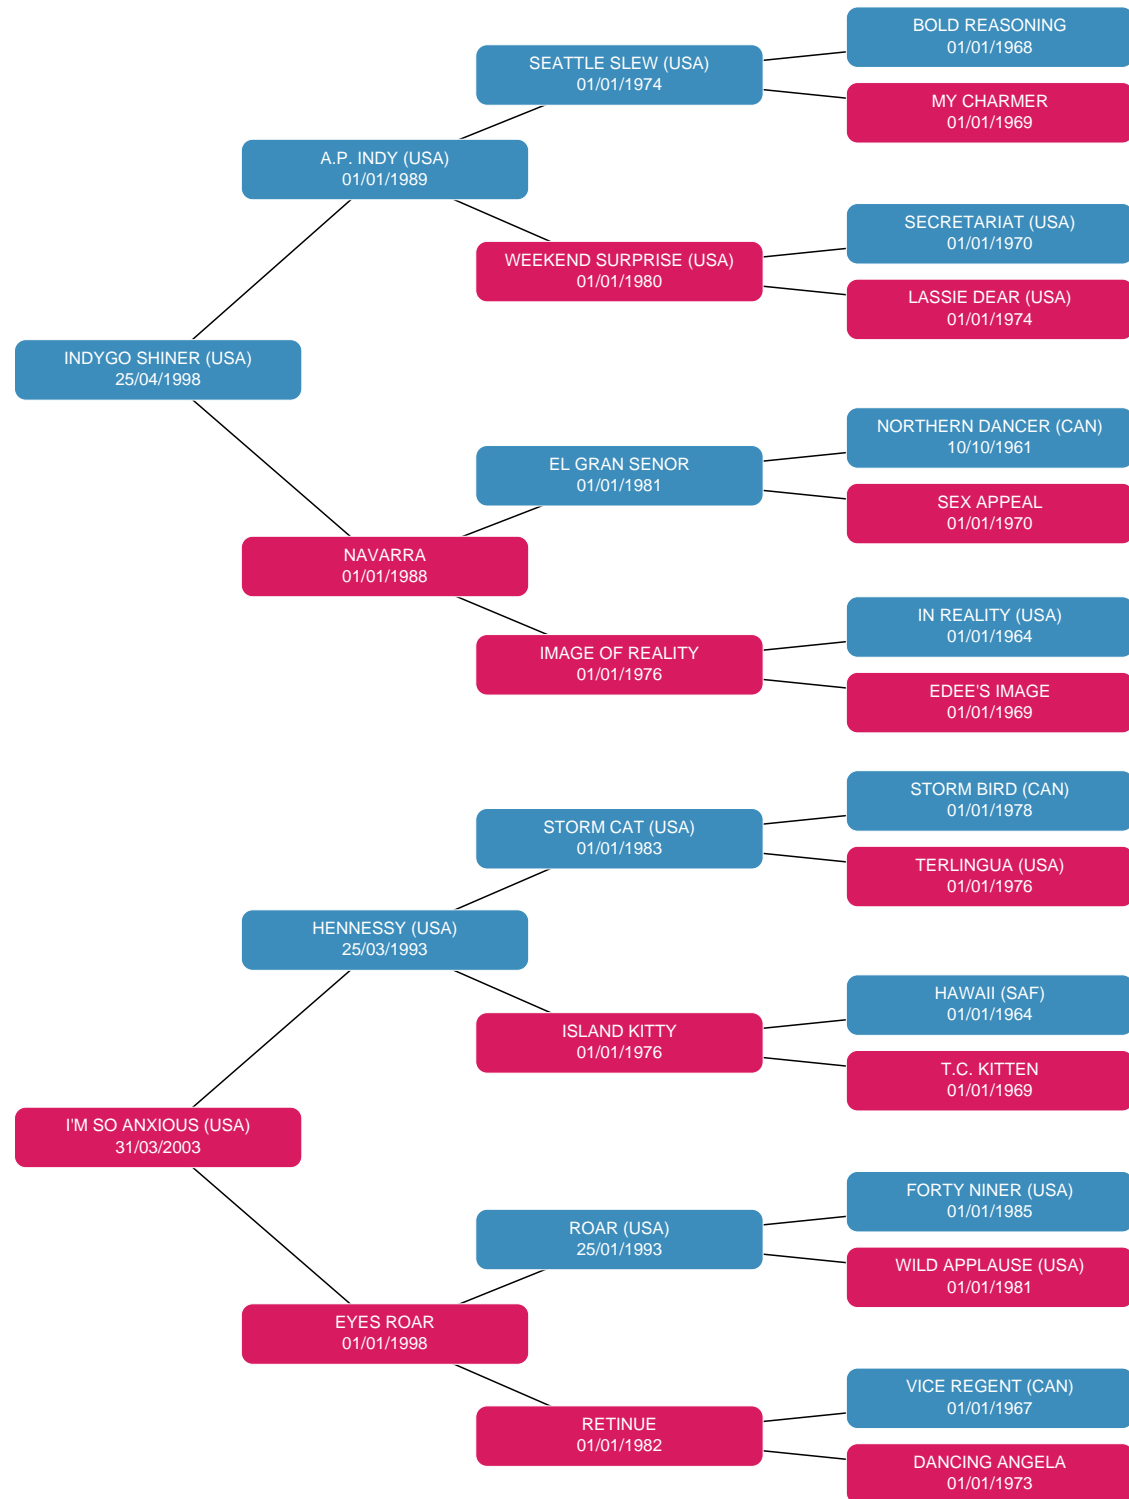 BOLD REASONING
01/01/1968
SEATTLE SLEW (USA)
01/01/1974
MY CHARMER
01/01/1969
A.P. INDY (USA)
01/01/1989
SECRETARIAT (USA)
01/01/1970
WEEKEND SURPRISE (USA)
01/01/1980
LASSIE DEAR (USA)
01/01/1974
INDYGO SHINER (USA)
25/04/1998
NORTHERN DANCER (CAN)
10/10/1961
EL GRAN SENOR
01/01/1981
SEX APPEAL
01/01/1970
NAVARRA
01/01/1988
IN REALITY (USA)
01/01/1964
IMAGE OF REALITY
01/01/1976
EDEE'S IMAGE
01/01/1969
STORM BIRD (CAN)
01/01/1978
STORM CAT (USA)
01/01/1983
TERLINGUA (USA)
01/01/1976
HENNESSY (USA)
25/03/1993
HAWAII (SAF)
01/01/1964
ISLAND KITTY
01/01/1976
T.C. KITTEN
01/01/1969
I'M SO ANXIOUS (USA)
31/03/2003
FORTY NINER (USA)
01/01/1985
ROAR (USA)
25/01/1993
WILD APPLAUSE (USA)
01/01/1981
EYES ROAR
01/01/1998
VICE REGENT (CAN)
01/01/1967
RETINUE
01/01/1982
DANCING ANGELA
01/01/1973